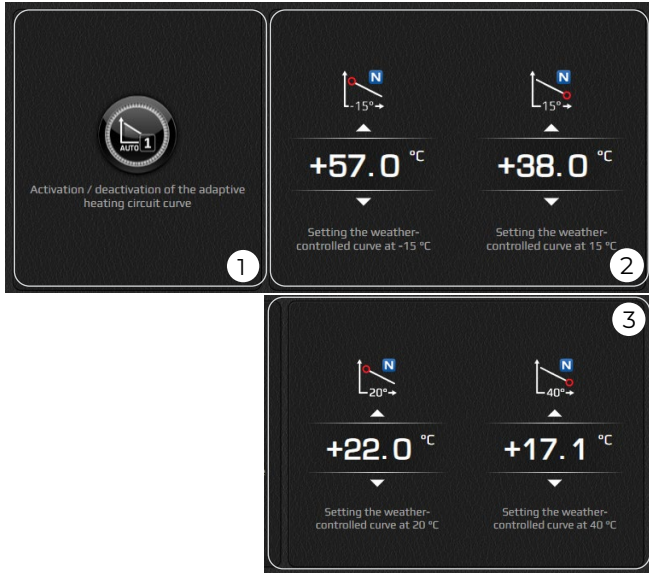 AUTO 1
Activation / deactivation of the adaptive
heating circuit curve
1
N
-15°
+57.0 °C
Setting the weather-
controlled curve at -15 °C
N
15°
+38.0 °C
Setting the weather-
controlled curve at 15 °C
2
3
N
20°
+22.0 °C
Setting the weather-
controlled curve at 20 °C
N
40°
+17.1 °C
Setting the weather-
controlled curve at 40 °C